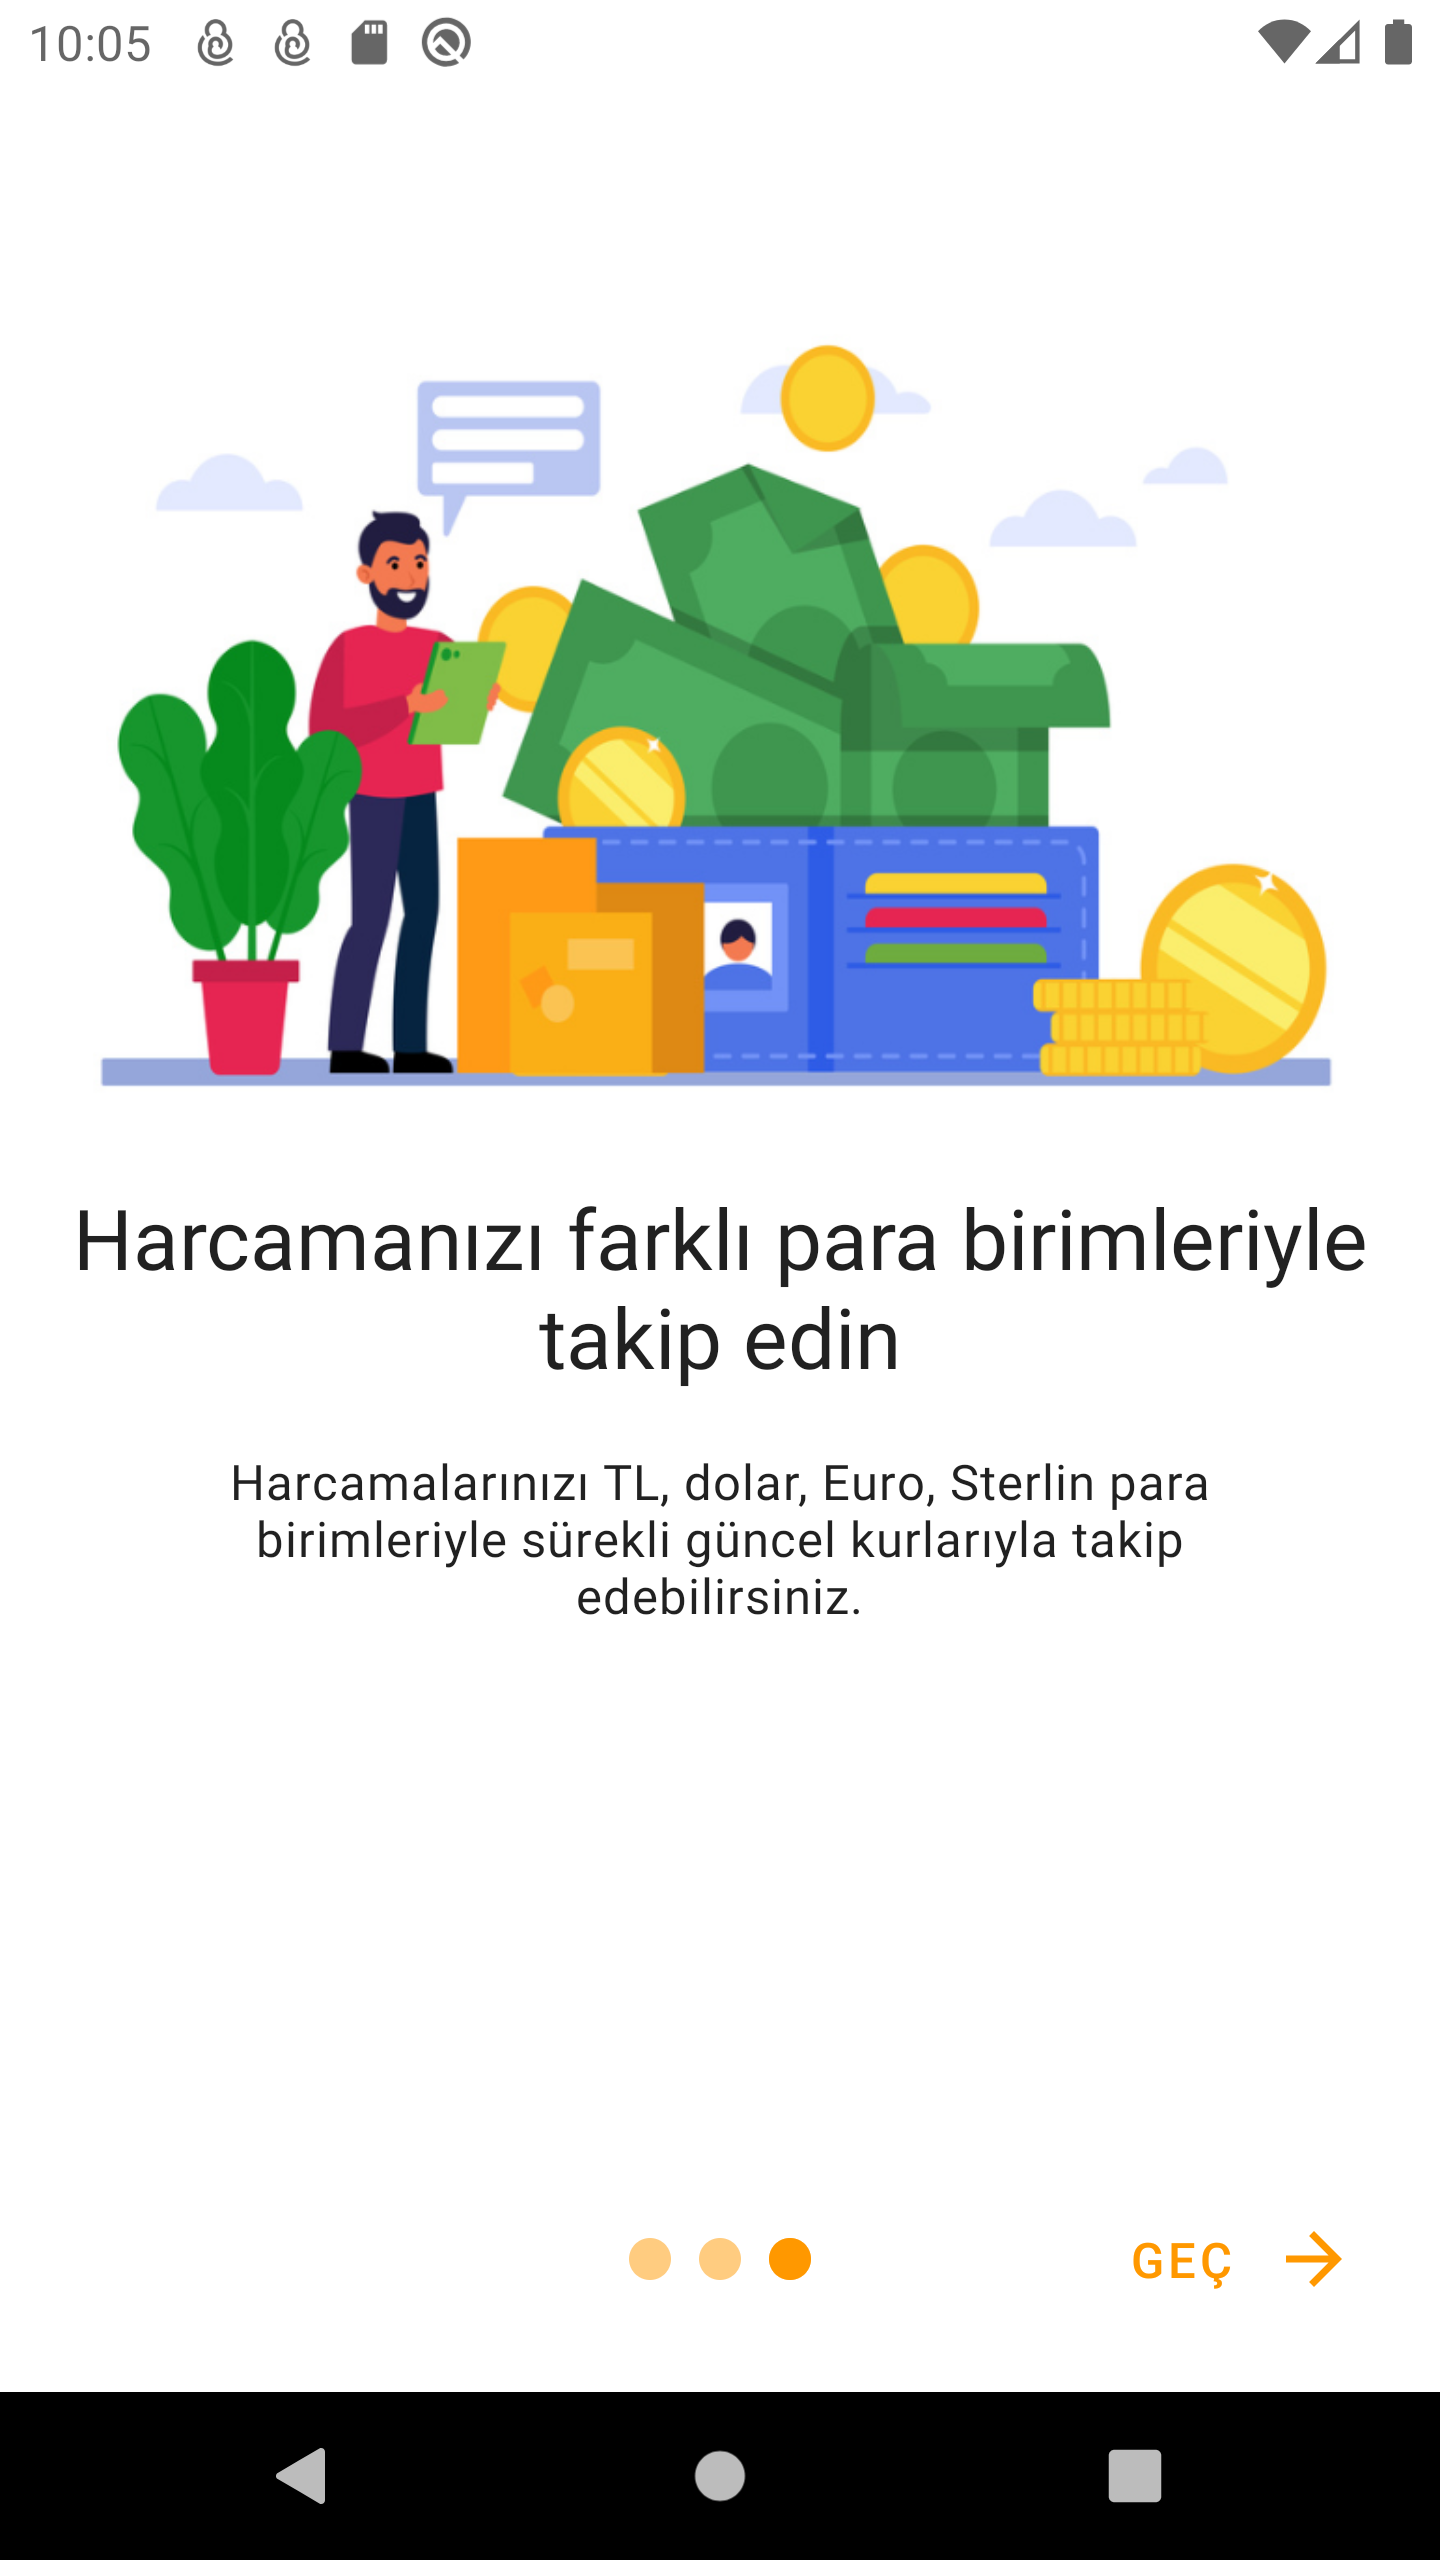 10:05
Harcamanızı farklı para birimleriyle
takip edin
Harcamalarınızı TL, dolar, Euro, Sterlin para
birimleriyle sürekli güncel kurlarıyla takip
edebilirsiniz.
GEÇ